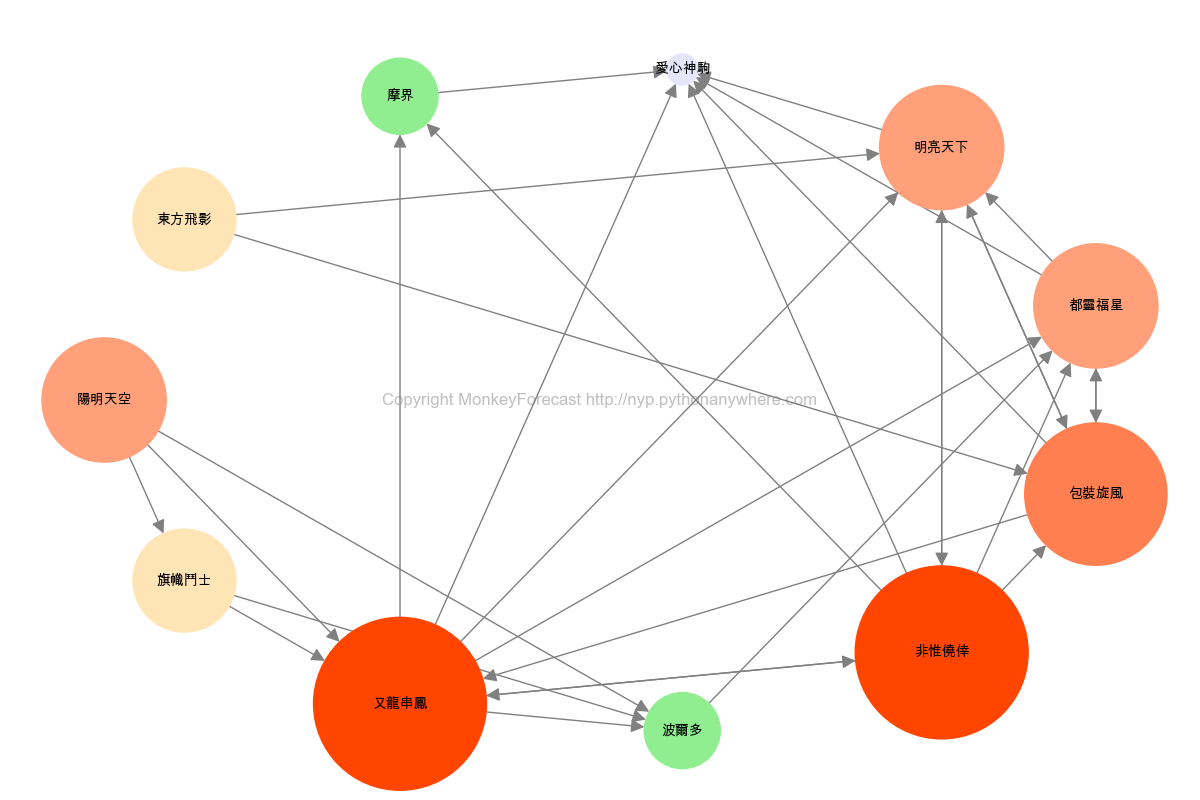 愛心神駒
摩界
明亮天下
東方飛影
都靈福星
陽明天空
Copyright MonkeyForecast http://nyp.pythonanywhere.com
包裝旋風
旗幟鬥士
非惟僥倖
又龍串鳳
波爾多